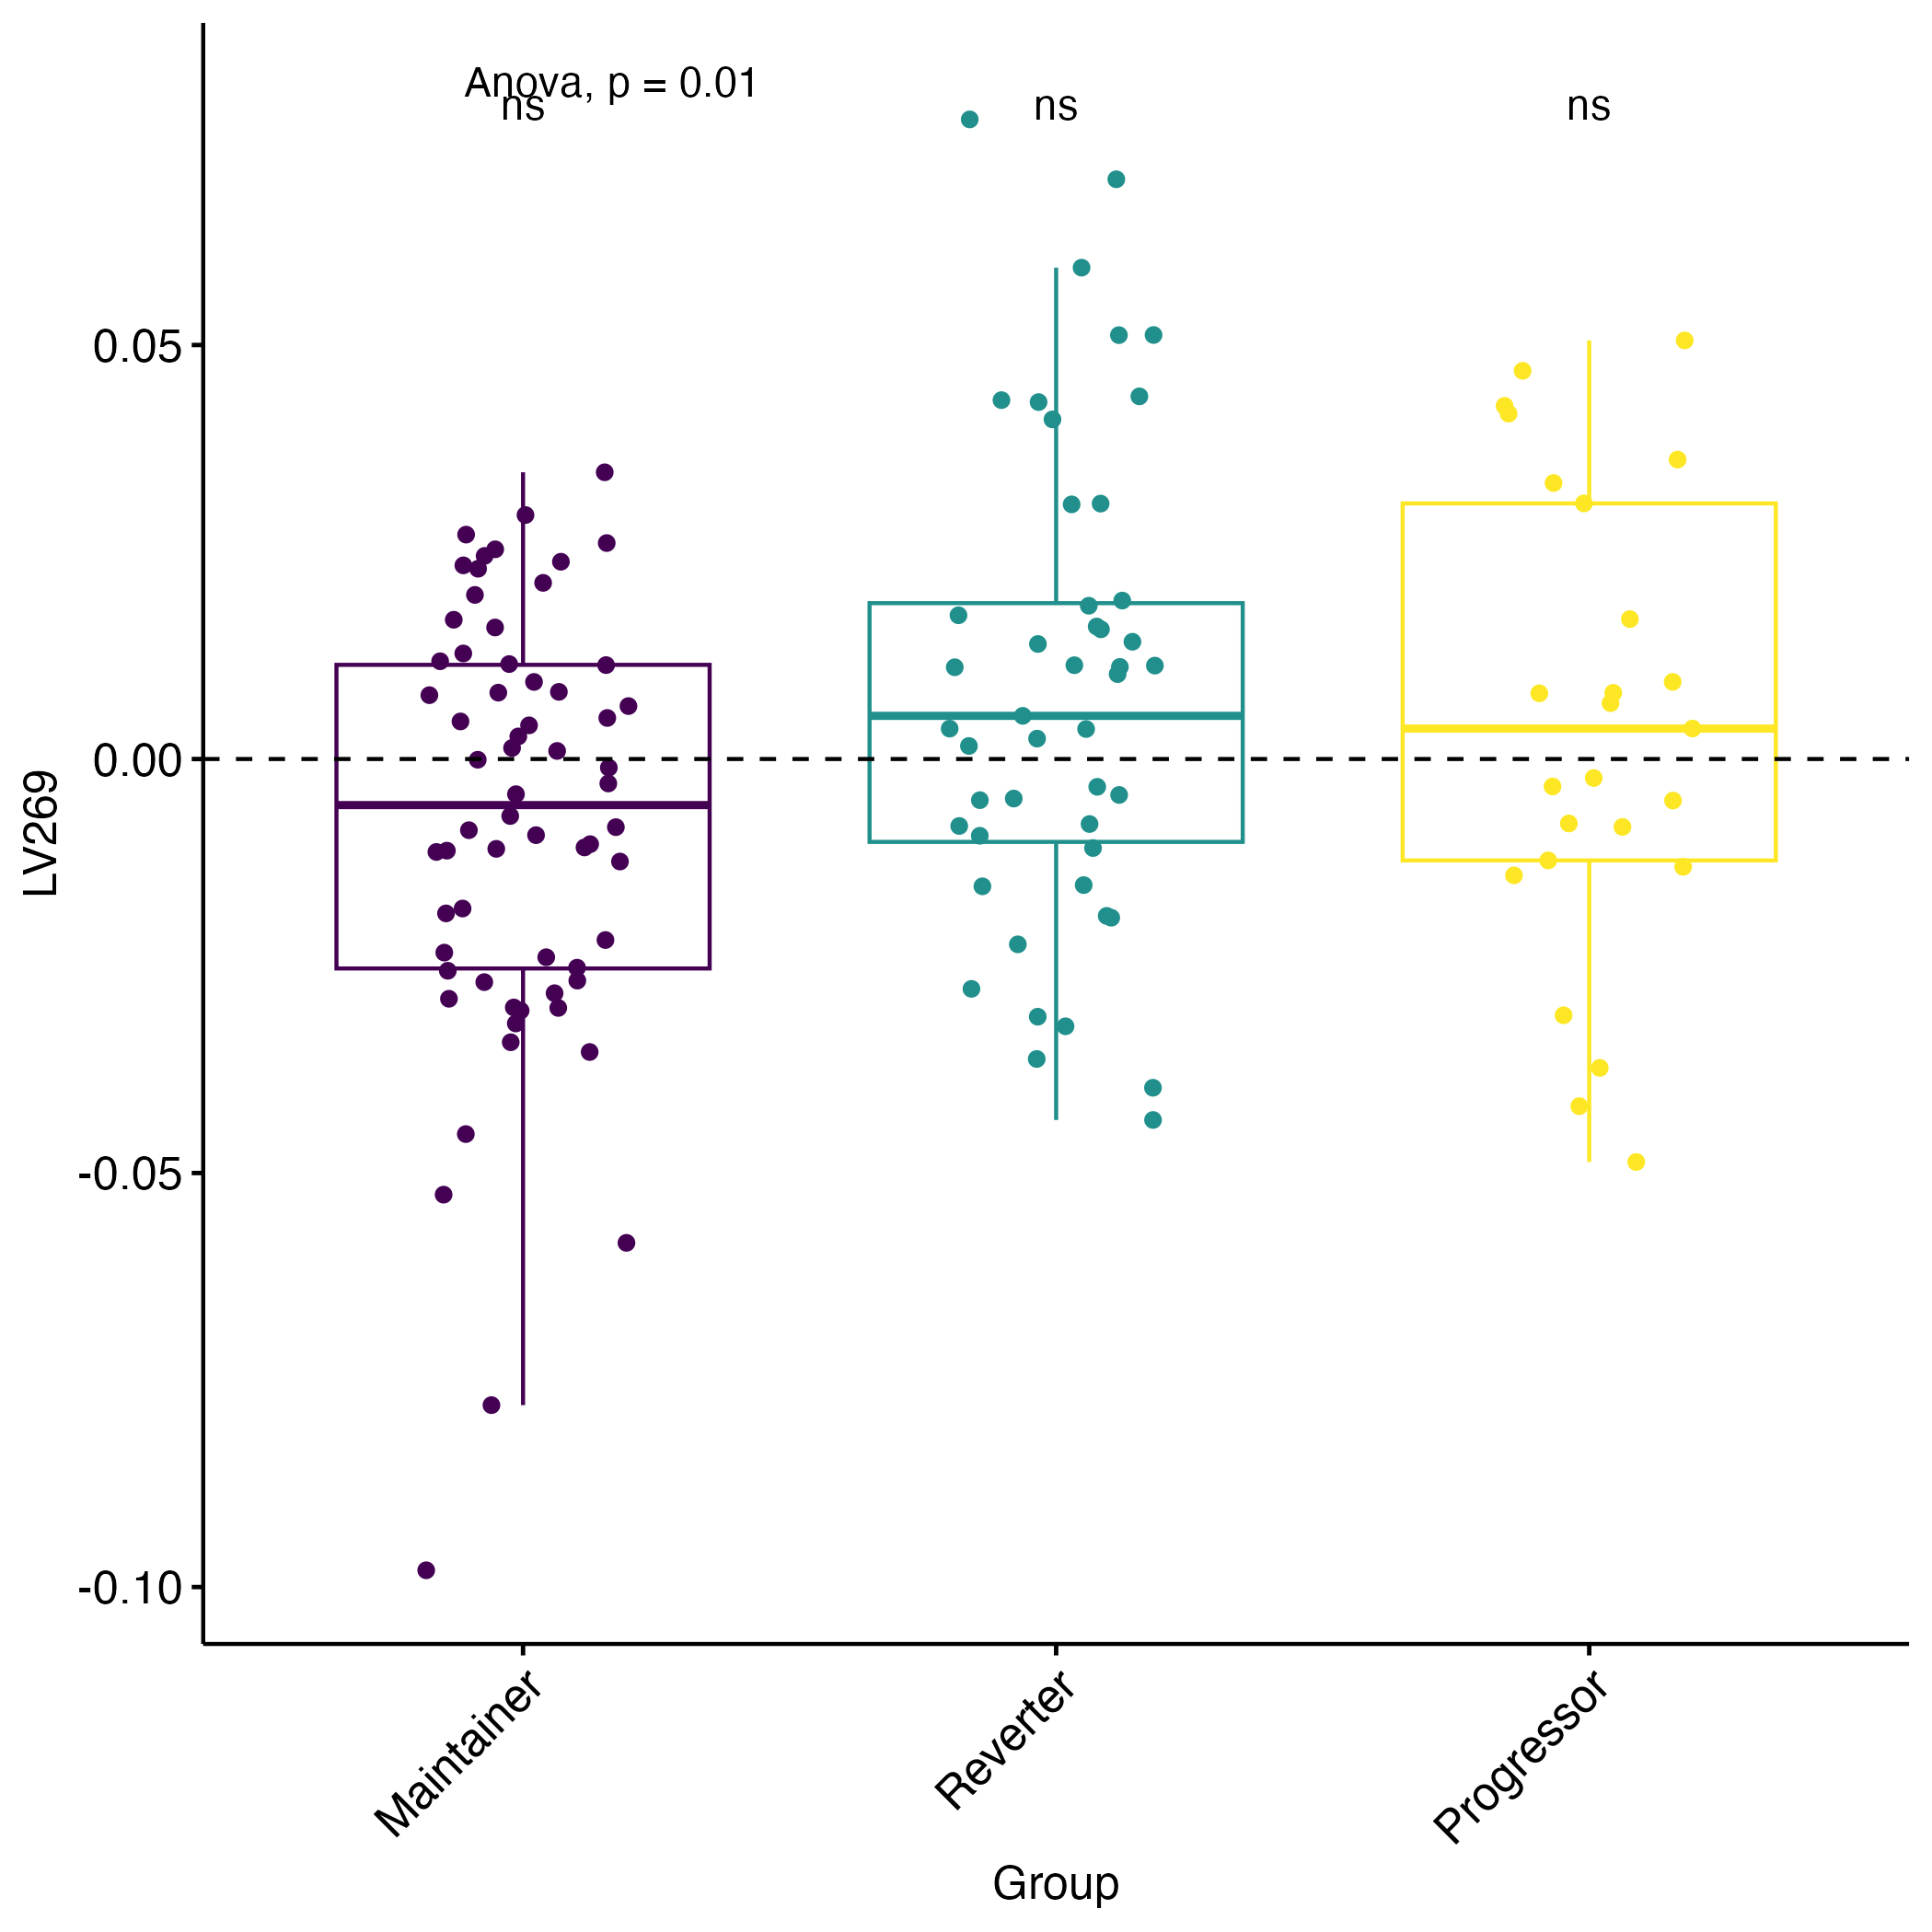 Anova, p = 0.01
ns
ns
ns
0.05
0.00
-0.05
-0.10
LV269
Maintainer
Reverter
Progressor
Group